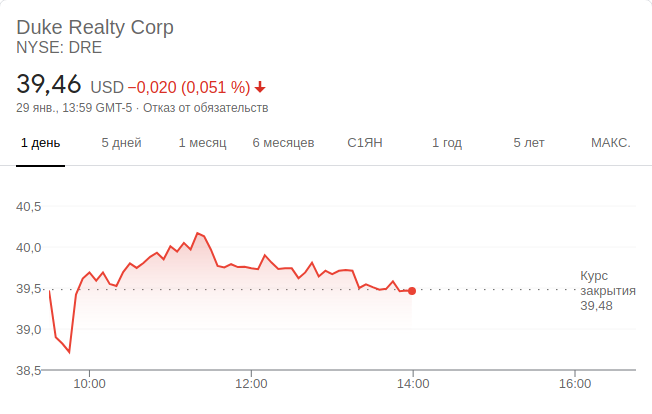 Duke Realty Corp
NYSE: DRE
39,46 USD −0,020 (0,051 %)
29 янв., 13:59 GMT-5 · Отказ от обязательств
1 день 5 дней 1 месяц 6 месяцев С1ЯН 1 год 5 лет МАКС.
40,5
40,0
39,5
39,0
38,5
Курс
закрытия
39,48
10:00 12:00 14:00 16:00